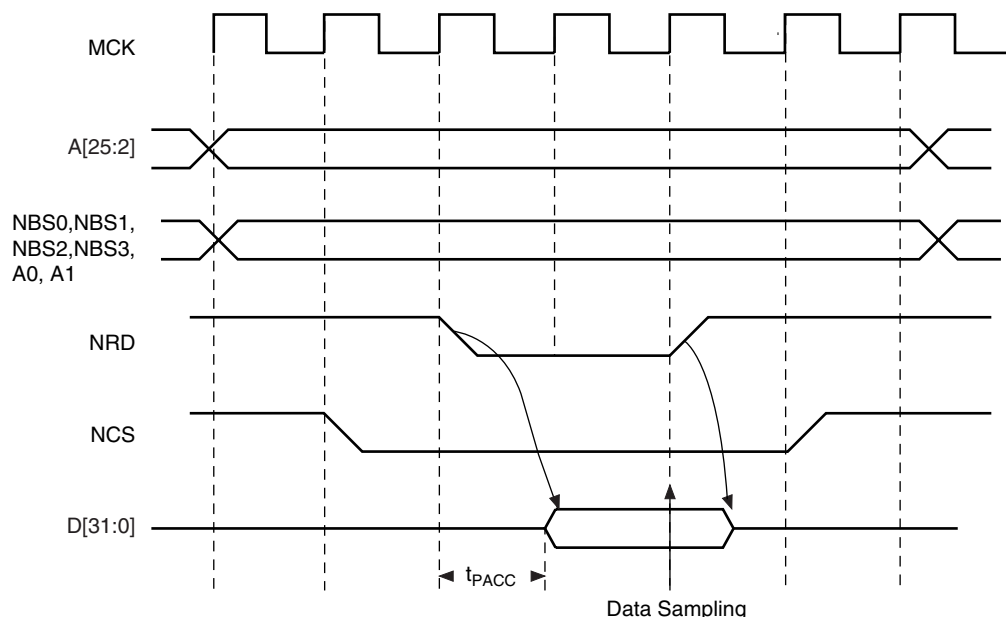 MCK
A[25:2]
NBS0,NBS1,
NBS2,NBS3,
A0, A1
NRD
NCS
D[31:0]
tPACC
Data Sampling